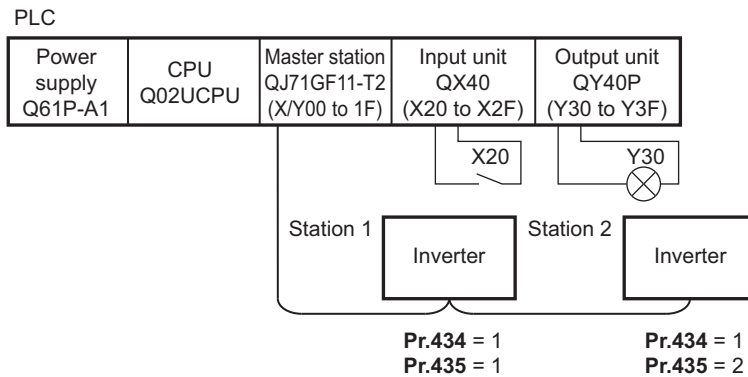 PLC
Power
supply
Q61P-A1
CPU
Q02UCPU
Master station
QJ71GF11-T2
(X/Y00 to 1F)
Input unit
QX40
(X20 to X2F)
Output unit
QY40P
(Y30 to Y3F)
X20
Y30
Station 1
Inverter
Station 2
Inverter
Pr.434 = 1
Pr.435 = 1
Pr.434 = 1
Pr.435 = 2